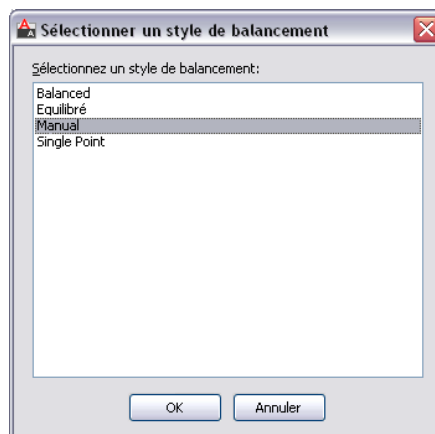 Sélectionner un style de balancement
Sélectionnez un style de balancement:
Balanced
Equilibré
Manual
Single Point
OK
Annuler